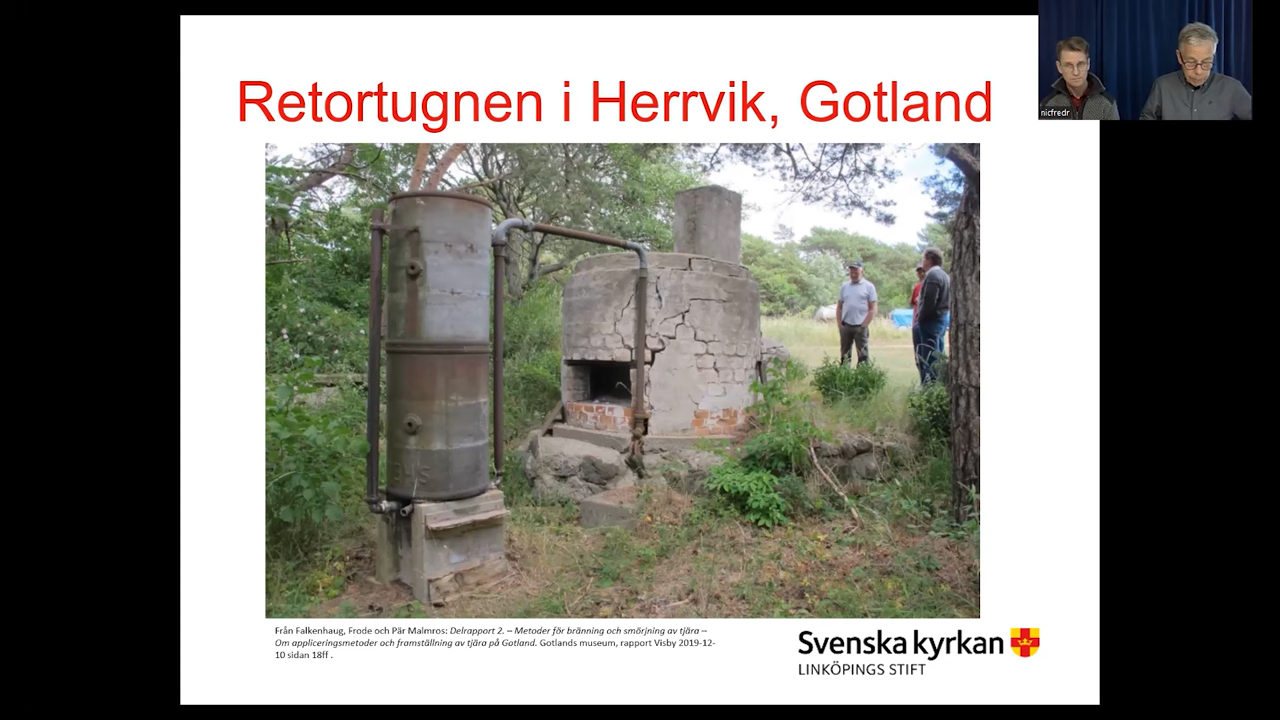 Retortugnen i Herrvik, Gotland
nicfredr
Från Falkenhaug, Frode och Pär Malmros: Delrapport 2. – Metoder för bränning och smörjning av tjära –
Om appliceringsmetoder och framställning av tjära på Gotland. Gotlands museum, rapport Visby 2019-12-
10 sidan 18ff .
Svenska kyrkan
LINKÖPINGS STIFT